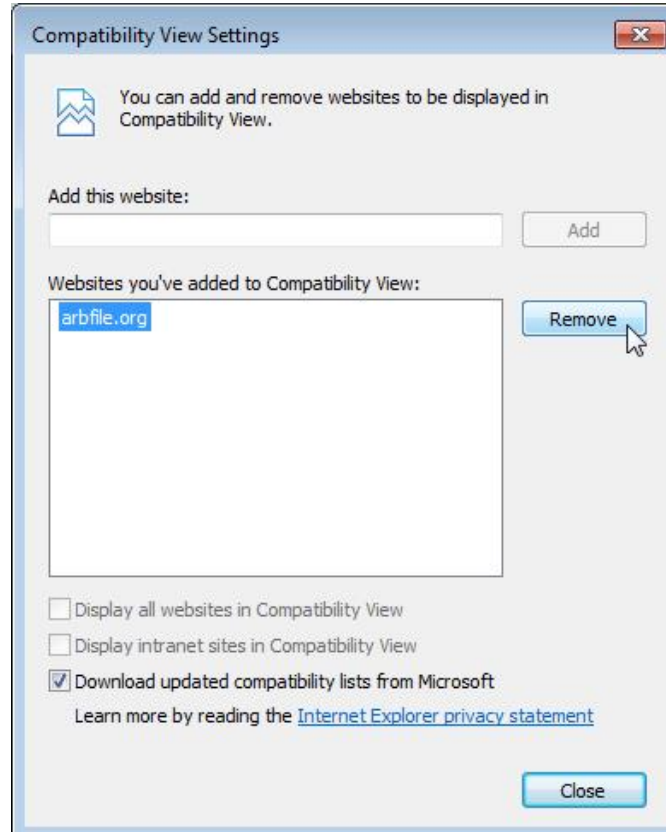 Compatibility View Settings
You can add and remove websites to be displayed in
Compatibility View.
Add this website:
Add
Websites you've added to Compatibility View:
arbfile.org
Remove
Display all websites in Compatibility View
Display intranet sites in Compatibility View
Download updated compatibility lists from Microsoft
Learn more by reading the Internet Explorer privacy statement
Close